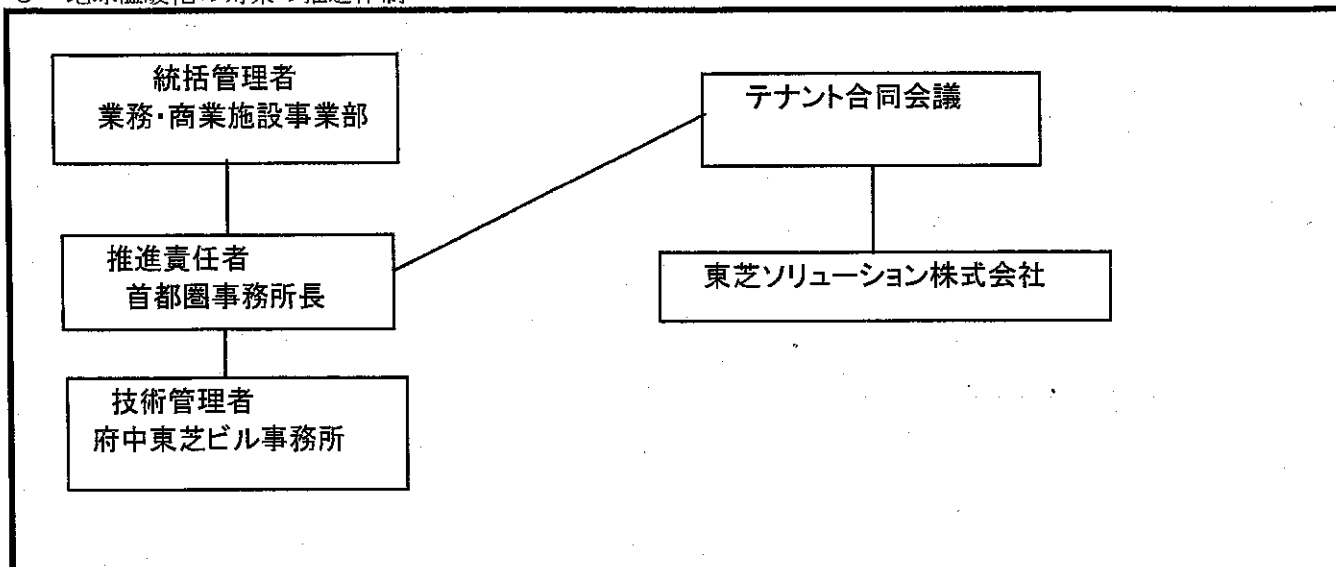 統括管理者
業務・商業施設事業部
テナント合同会議
推進責任者
首都圏事務所長
東芝ソリューション株式会社
技術管理者
府中東芝ビル事務所